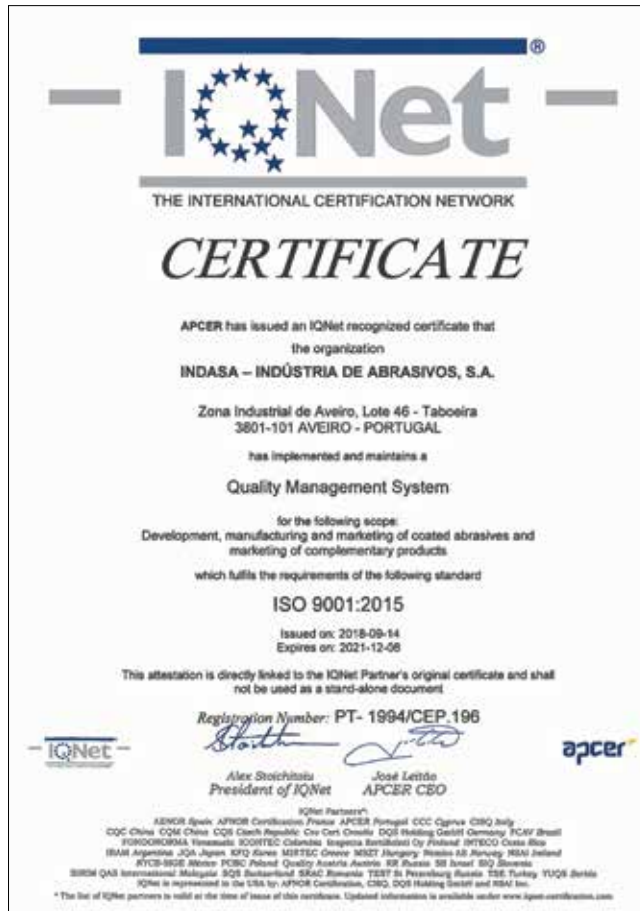 IQNet ®
THE INTERNATIONAL CERTIFICATION NETWORK
CERTIFICATE
APCER has issued an IQNet recognized certificate that
the organization
INDASA – INDÚSTRIA DE ABRASIVOS, S.A.
Zona Industrial de Aveiro, Lote 46 - Taboeira
3801-101 AVEIRO - PORTUGAL
has implemented and maintains a
Quality Management System
for the following scope:
Development, manufacturing and marketing of coated abrasives and
marketing of complementary products
which fulfils the requirements of the following standard
ISO 9001:2015
Issued on: 2018-09-14
Expires on: 2021-12-08
This attestation is directly linked to the IQNet Partner's original certificate and shall
not be used as a stand-alone document
Registration Number: PT- 1994/CEP.196
IQNet
apcer
Alex Stoichitoiu
President of IQNet
José Leitão
APCER CEO
IQNet Partners*:
AENOR Spain AFNOR Certification France APCER Portugal CCC Cyprus CISQ Italy
CQC China CQM China CQS Czech Republic Cro Cert Croatia DQS Holding GmbH Germany FCAV Brazil
FONDONORMA Venezuela ICONTEC Colombia Inspecta Sertifiointi Oy Finland INTECO Costa Rica
IRAM Argentina JQA Japan KFQ Korea MIRTEC Greece MSZT Hungary Nemko AS Norway NSAI Ireland
NYCE-SIGE México PCBC Poland Quality Austria Austria RR Russia SII Israel SIQ Slovenia
SIRIM QAS International Malaysia SQS Switzerland SRAC Romania TEST St Petersburg Russia TSE Turkey YUQS Serbia
IQNet is represented in the USA by: AFNOR Certification, CISQ, DQS Holding GmbH and NSAI Inc.
* The list of IQNet partners is valid at the time of issue of this certificate. Updated information is available under www.iqnet-certification.com